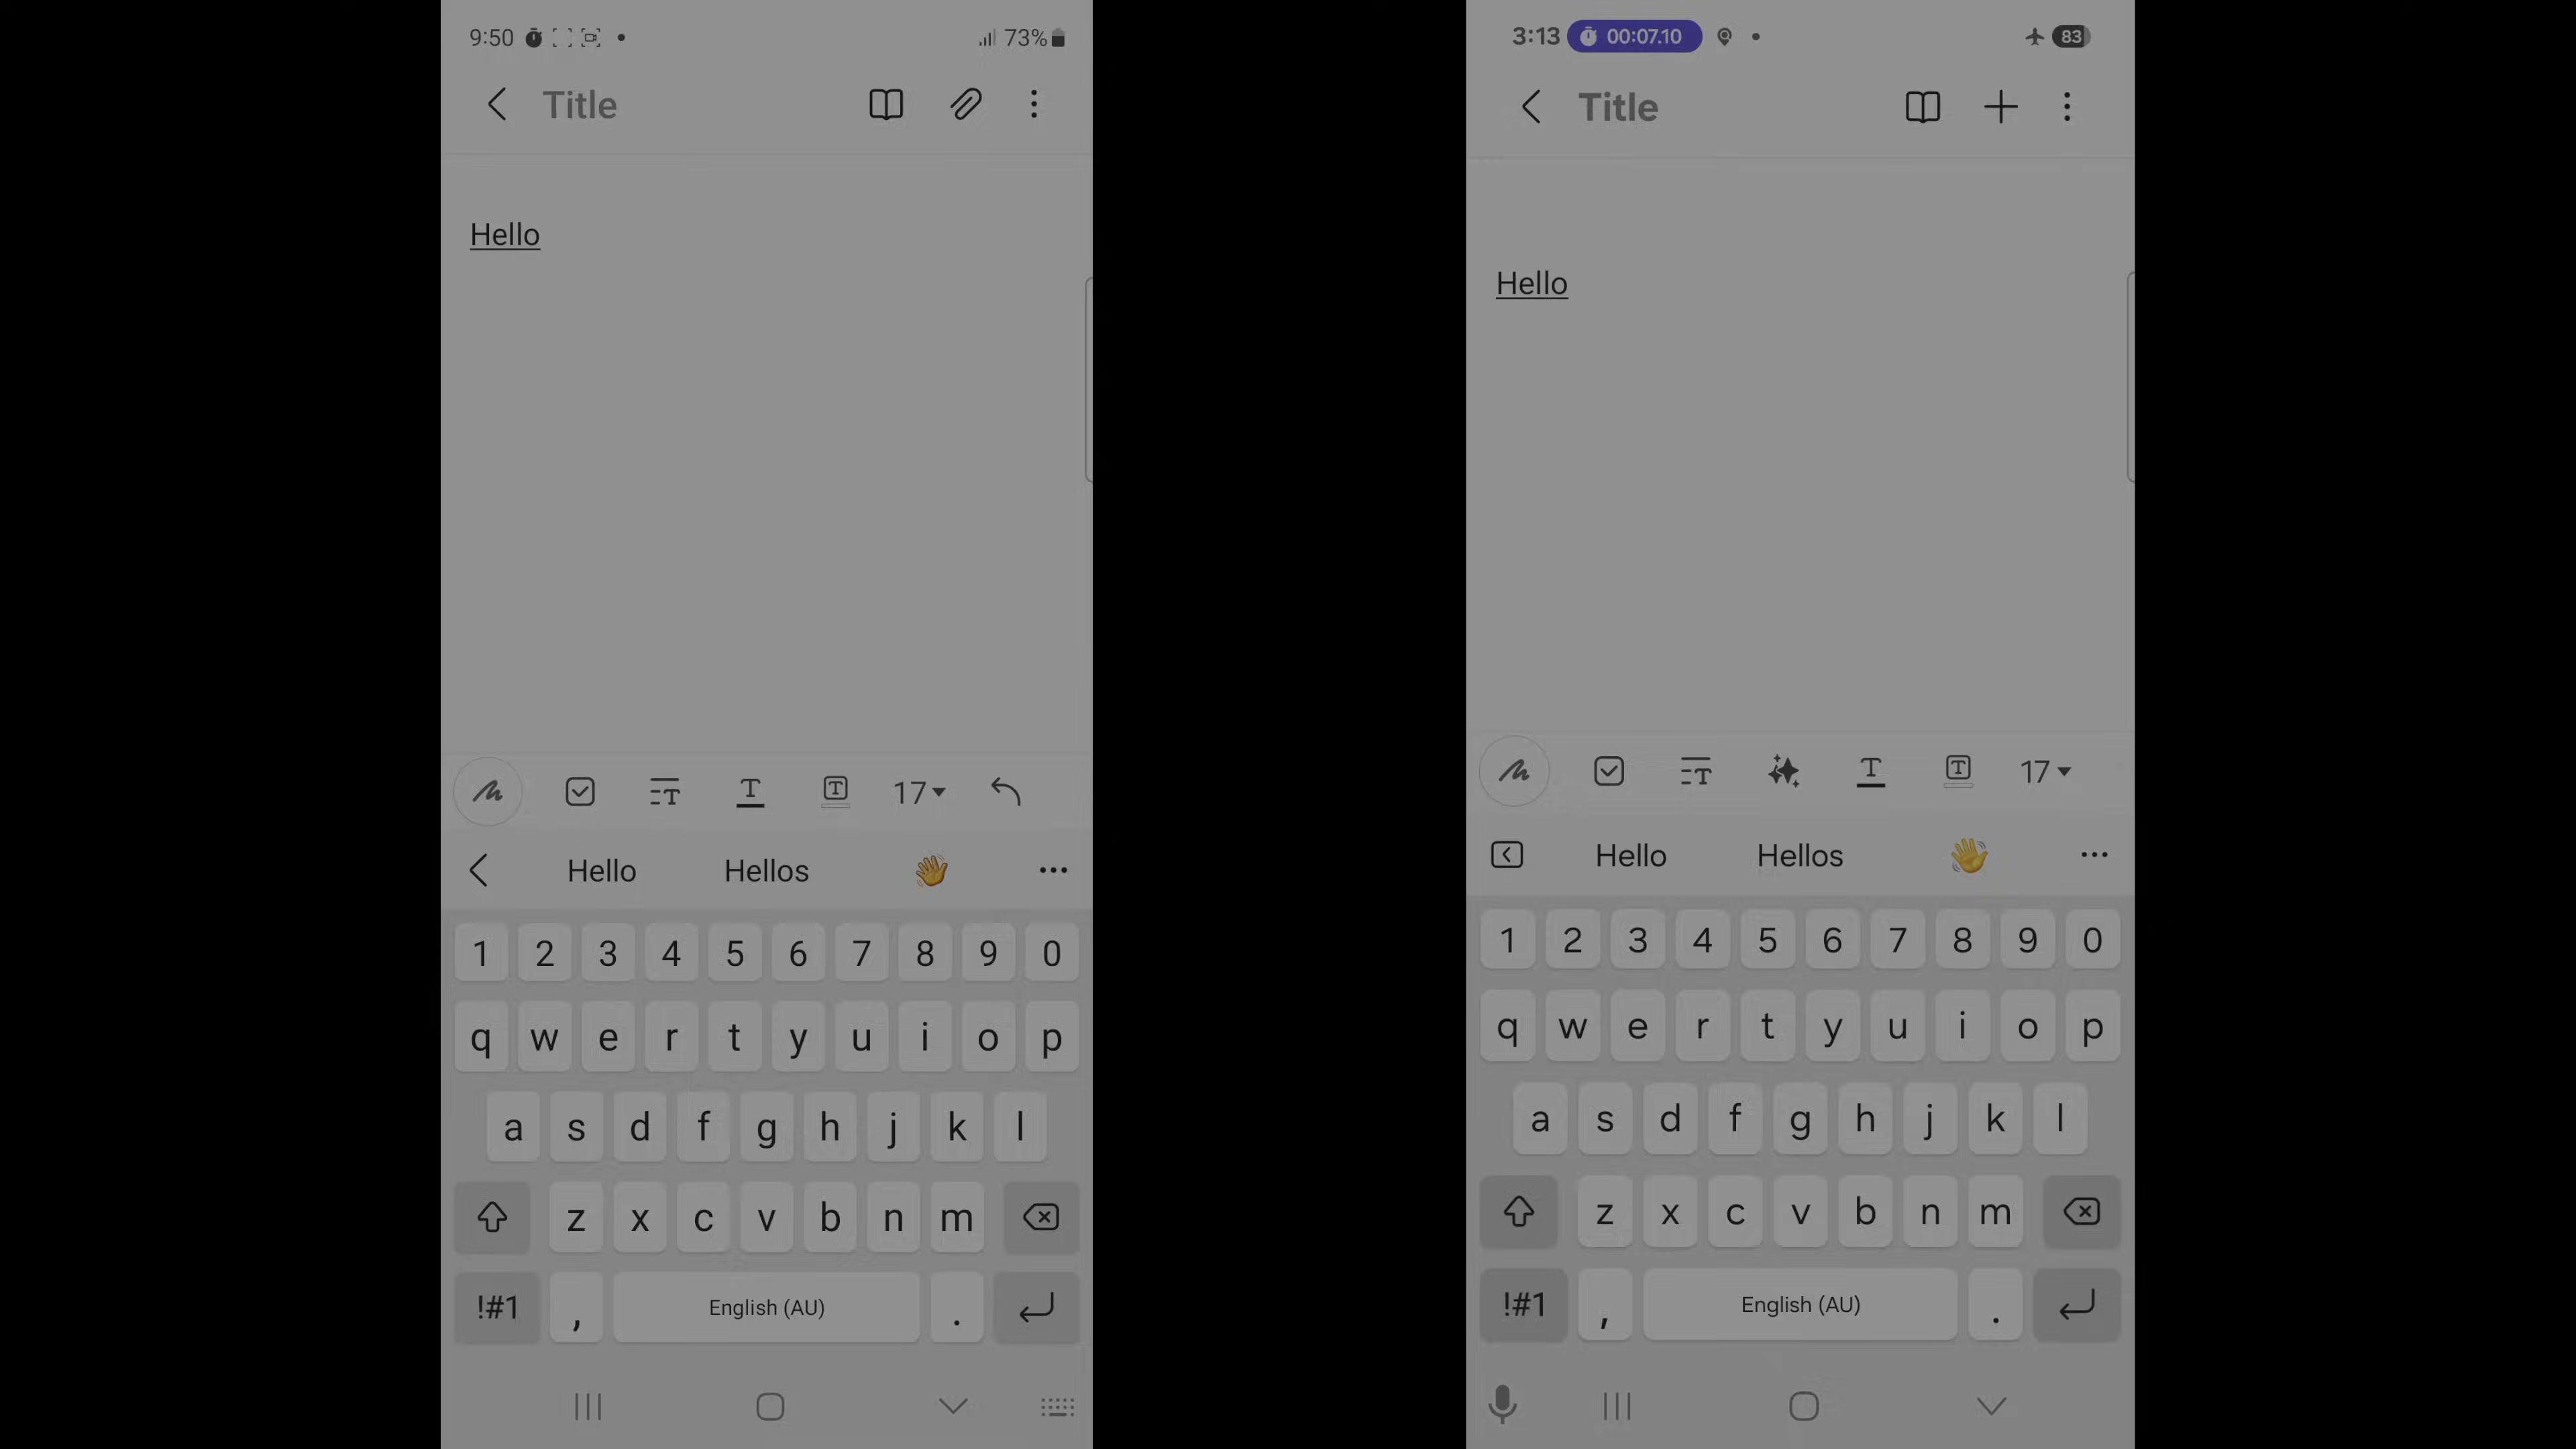 9:50 73%
Title
Hello
17
Hello Hellos
1 2 3 4 5 6 7 8 9 0
q w e r t y u i o p
a s d f g h j k l
z x c v b n m
!#1 , English (AU) .
3:13 00:07.10 83
Title
Hello
17
Hello Hellos
1 2 3 4 5 6 7 8 9 0
q w e r t y u i o p
a s d f g h j k l
z x c v b n m
!#1 , English (AU) .